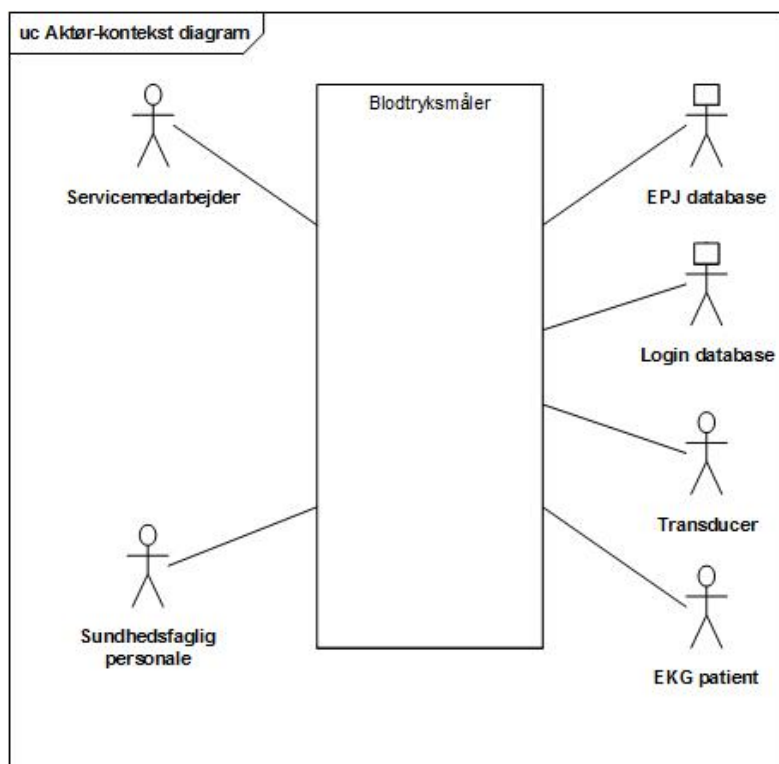 uc Aktør-kontekst diagram
Blodtryksmåler
Servicemedarbejder
EPJ database
Login database
Transducer
Sundhedsfaglig
personale
EKG patient